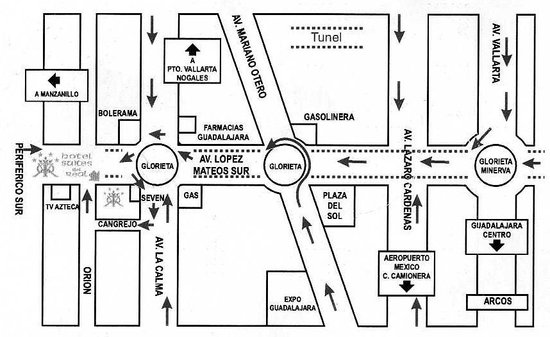 Tunel
AV. MARIANO OTERO
AV. VALLARTA
A
PTO. VALLARTA
NOGALES
A MANZANILLO
BOLERAMA
FARMACIAS
GUADALAJARA
GASOLINERA
PERIFERICO SUR
hotel
suites
del
Real
GLORIETA
AV. LOPEZ
MATEOS SUR
GLORIETA
AV. LAZARO CARDENAS
GLORIETA
MINERVA
TV AZTECA
SEVEN
GAS
PLAZA
DEL
SOL
CANGREJO
GUADALAJARA
CENTRO
ORION
AV. LA CALMA
AEROPUERTO
MEXICO
C. CAMIONERA
EXPO
GUADALAJARA
ARCOS